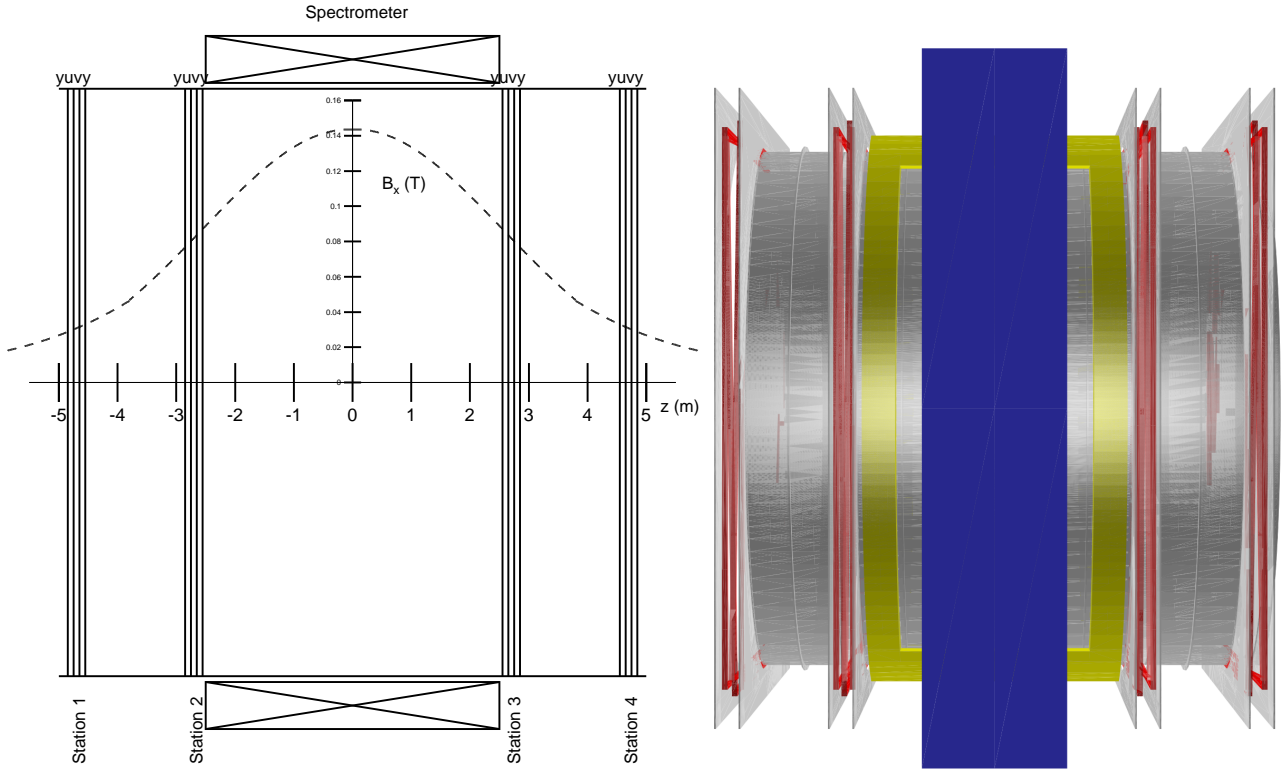 Spectrometer
yuvy yuvy yuvy yuvy
0.16
0.14
0.12
B_x (T)
0.1
0.08
0.06
0.04
0.02
0
-5 -4 -3 -2 -1 0 1 2 3 4 5 z (m)
Station 1
Station 2
Station 3
Station 4